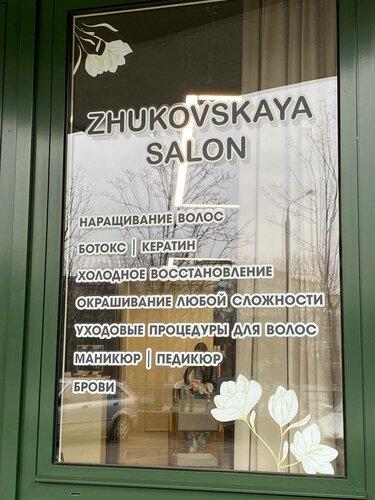 ZHUKOVSKAYA
SALON
НАРАЩИВАНИЕ ВОЛОС
БОТОКС | КЕРАТИН
ХОЛОДНОЕ ВОССТАНОВЛЕНИЕ
ОКРАШИВАНИЕ ЛЮБОЙ СЛОЖНОСТИ
УХОДОВЫЕ ПРОЦЕДУРЫ ДЛЯ ВОЛОС
МАНИКЮР | ПЕДИКЮР
БРОВИ